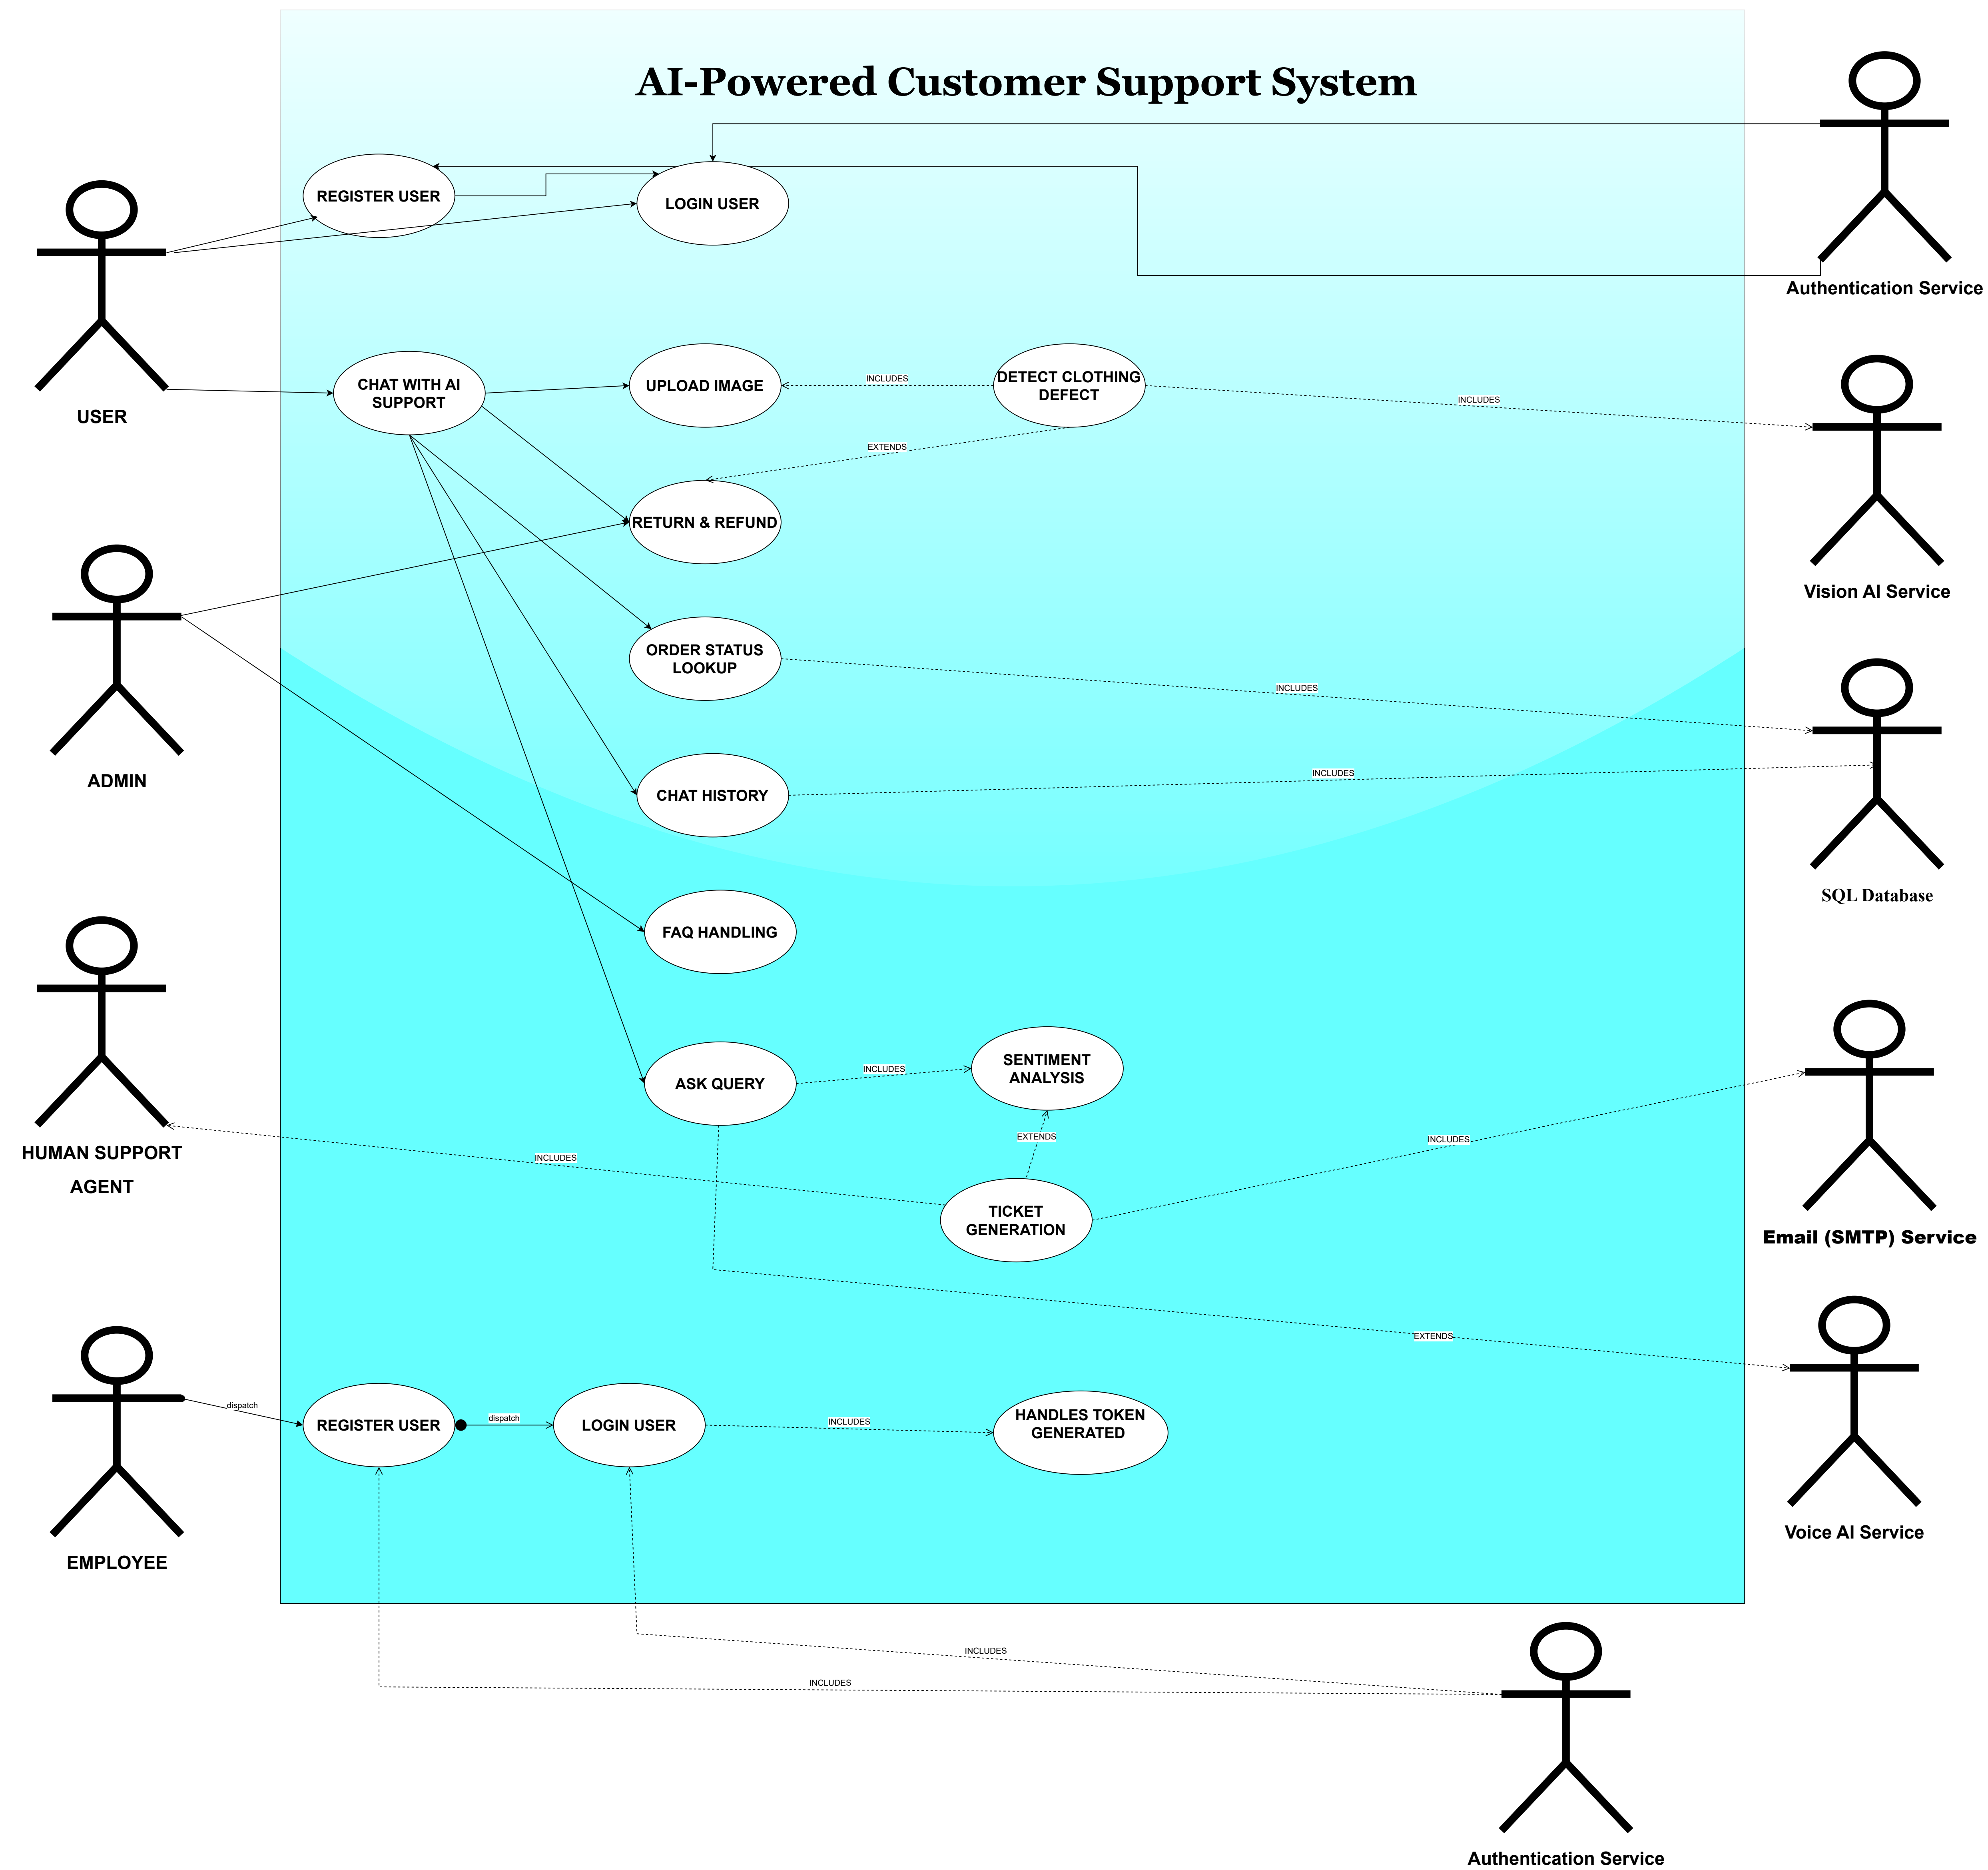 AI-Powered Customer Support System
REGISTER USER
LOGIN USER
Authentication Service
USER
CHAT WITH AI
SUPPORT
UPLOAD IMAGE
INCLUDES
DETECT CLOTHING
DEFECT
INCLUDES
EXTENDS
RETURN & REFUND
Vision AI Service
ADMIN
ORDER STATUS
LOOKUP
INCLUDES
CHAT HISTORY
INCLUDES
SQL Database
FAQ HANDLING
ASK QUERY
INCLUDES
SENTIMENT
ANALYSIS
EXTENDS
INCLUDES
HUMAN SUPPORT
AGENT
INCLUDES
TICKET
GENERATION
Email (SMTP) Service
EXTENDS
dispatch
REGISTER USER
dispatch
LOGIN USER
INCLUDES
HANDLES TOKEN
GENERATED
Voice AI Service
EMPLOYEE
INCLUDES
INCLUDES
Authentication Service